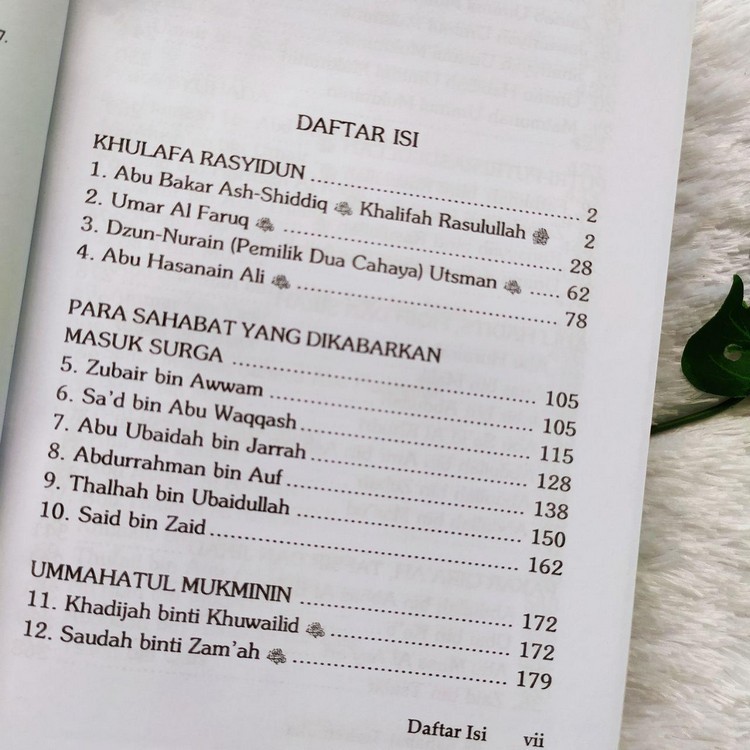 7.
DAFTAR ISI
KHULAFA RASYIDUN ........................................ 2
1. Abu Bakar Ash-Shiddiq Khalifah Rasulullah 2
2. Umar Al Faruq ........................................ 28
3. Dzun-Nurain (Pemilik Dua Cahaya) Utsman ..... 62
4. Abu Hasanain Ali ........................................ 78
PARA SAHABAT YANG DIKABARKAN
MASUK SURGA ........................................ 105
5. Zubair bin Awwam ........................................ 105
6. Sa'd bin Abu Waqqash ........................................ 115
7. Abu Ubaidah bin Jarrah ........................................ 128
8. Abdurrahman bin Auf ........................................ 138
9. Thalhah bin Ubaidullah ........................................ 150
10. Said bin Zaid ........................................ 162
UMMAHATUL MUKMININ ........................................ 172
11. Khadijah binti Khuwailid ........................................ 172
12. Saudah binti Zam'ah ........................................ 179
Daftar Isi vii